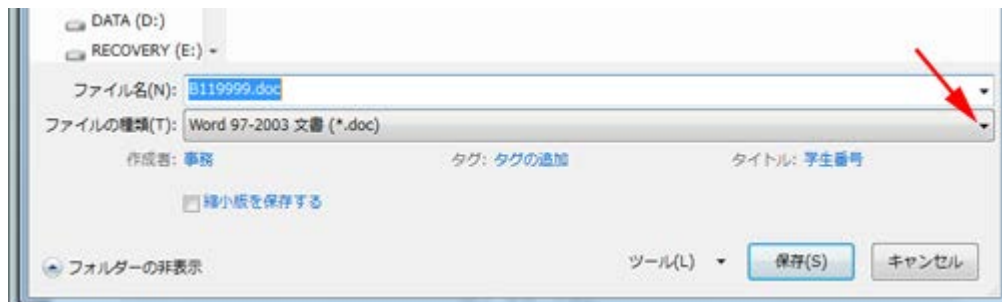 DATA (D:)
RECOVERY (E:)
ファイル名(N): B119999.doc
ファイルの種類(T): Word 97-2003 文書 (*.doc)
作成者: 事務 タグ: タグの追加 タイトル: 学生番号
縮小版を保存する
フォルダーの非表示 ツール(L) 保存(S) キャンセル